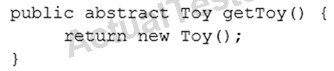 public abstract Toy getToy() {
return new Toy();
}